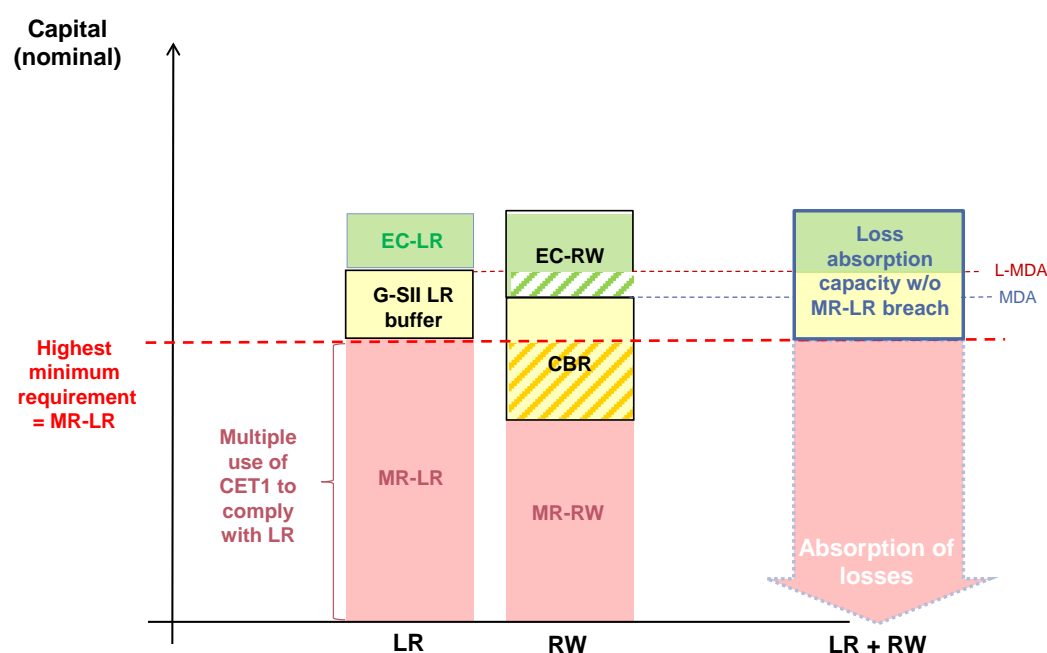 Capital
(nominal)
EC-LR
G-SII LR
buffer
EC-RW
CBR
Loss
absorption
capacity w/o
MR-LR breach
L-MDA
MDA
Highest
minimum
requirement
= MR-LR
Multiple
use of
CET1 to
comply
with LR
MR-LR
MR-RW
Absorption of
losses
LR
RW
LR + RW